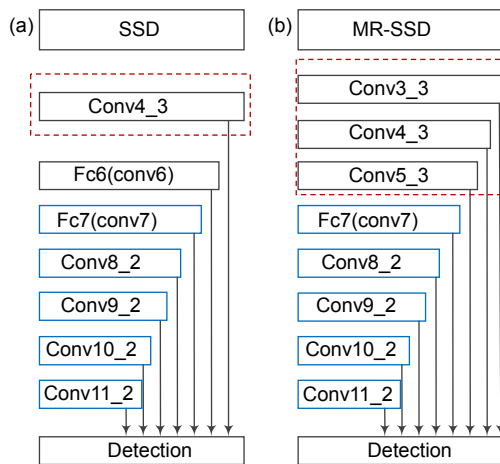 (a)
SSD
Conv4_3
Fc6(conv6)
Fc7(conv7)
Conv8_2
Conv9_2
Conv10_2
Conv11_2
Detection
(b)
MR-SSD
Conv3_3
Conv4_3
Conv5_3
Fc7(conv7)
Conv8_2
Conv9_2
Conv10_2
Conv11_2
Detection